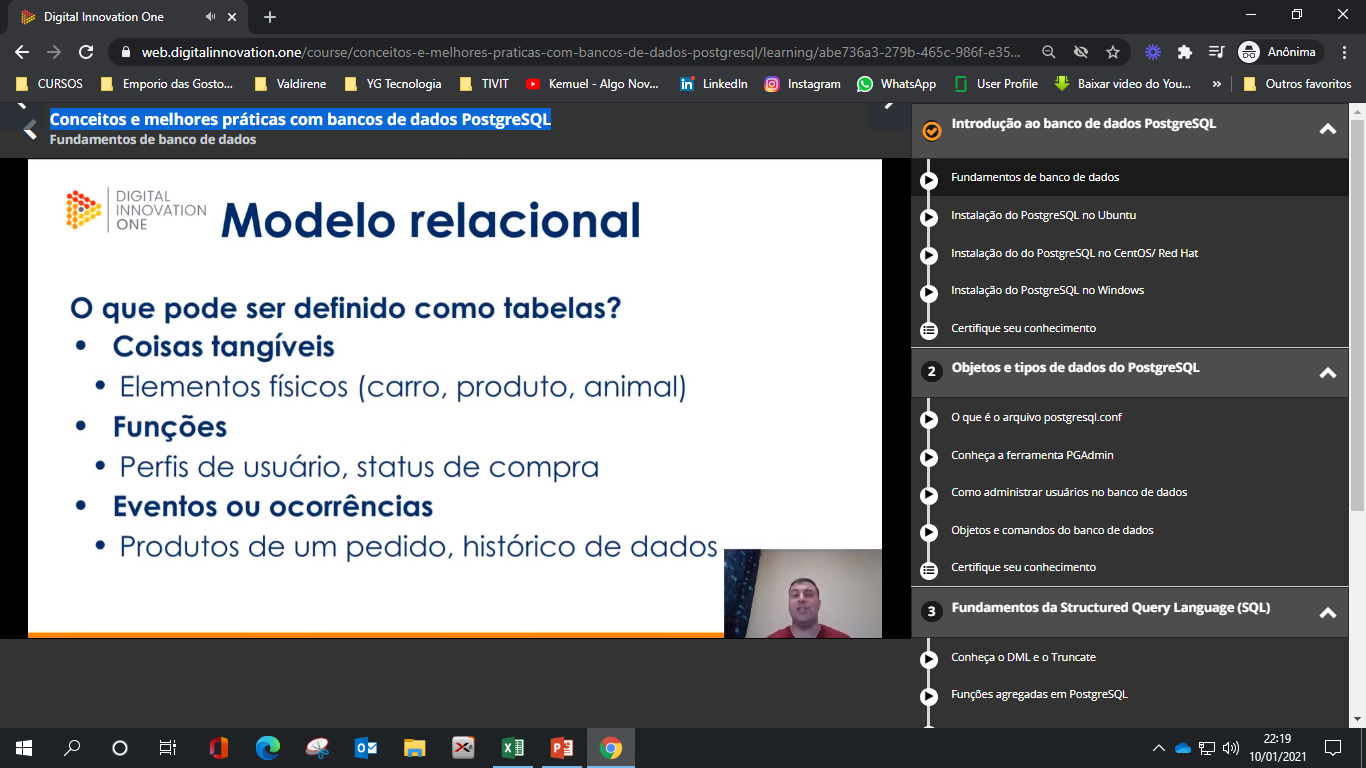 Digital Innovation One
web.digitalinnovation.one/course/conceitos-e-melhores-praticas-com-bancos-de-dados-postgresql/learning/abe736a3-279b-465c-986f-e35...
Anônima
CURSOS
Emporio das Gosto...
Valdirene
YG Tecnologia
TIVIT
Kemuel - Algo Nov...
LinkedIn
Instagram
WhatsApp
User Profile
Baixar video do You...
»
Outros favoritos
Conceitos e melhores práticas com bancos de dados PostgreSQL
Fundamentos de banco de dados
DIGITAL
INNOVATION
ONE
Modelo relacional
O que pode ser definido como tabelas?
• Coisas tangíveis
• Elementos físicos (carro, produto, animal)
• Funções
• Perfis de usuário, status de compra
• Eventos ou ocorrências
• Produtos de um pedido, histórico de dados
Introdução ao banco de dados PostgreSQL
Fundamentos de banco de dados
Instalação do PostgreSQL no Ubuntu
Instalação do do PostgreSQL no CentOS/ Red Hat
Instalação do PostgreSQL no Windows
Certifique seu conhecimento
2 Objetos e tipos de dados do PostgreSQL
O que é o arquivo postgresql.conf
Conheça a ferramenta PGAdmin
Como administrar usuários no banco de dados
Objetos e comandos do banco de dados
Certifique seu conhecimento
3 Fundamentos da Structured Query Language (SQL)
Conheça o DML e o Truncate
Funções agregadas em PostgreSQL
22:19
10/01/2021